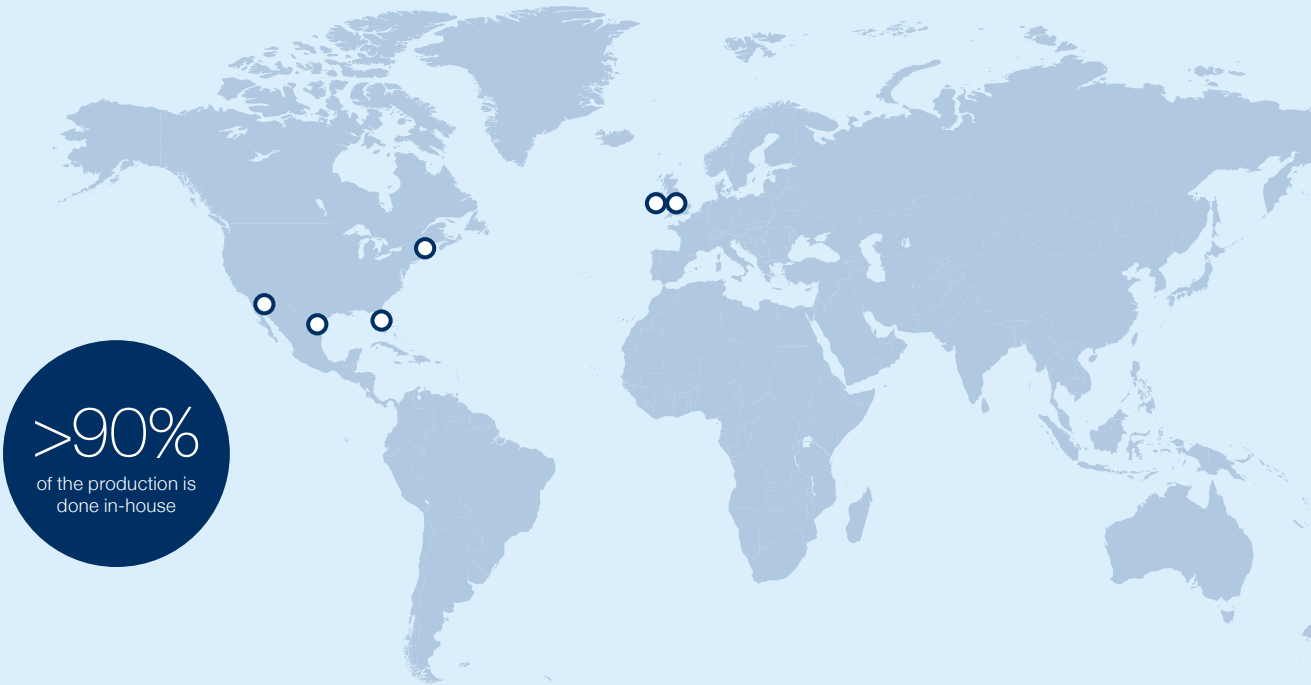 >90%
of the production is
done in-house